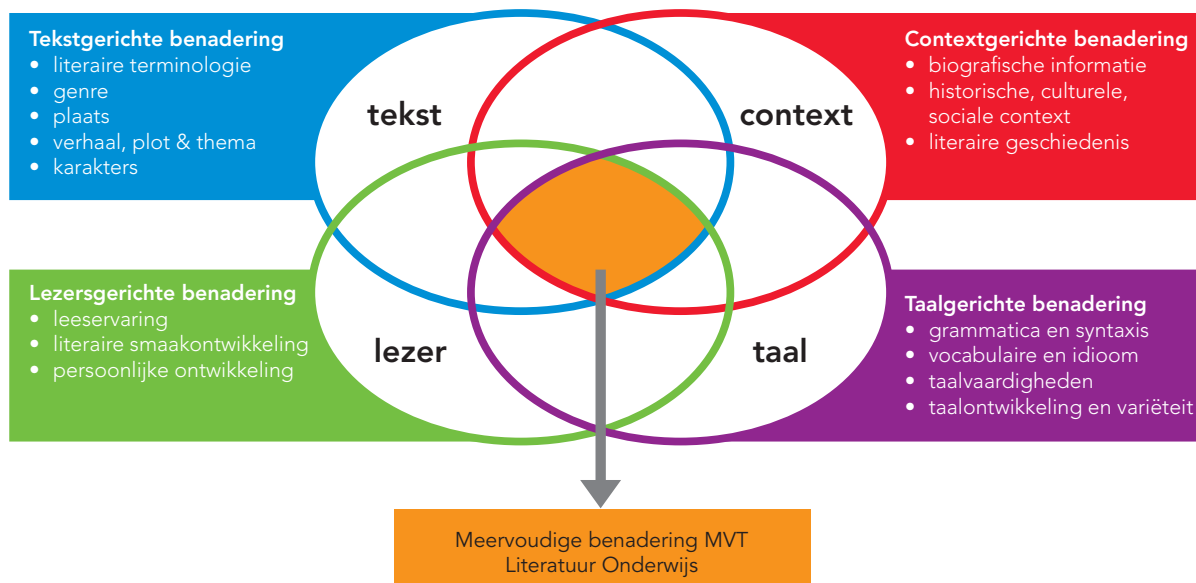 Tekstgerichte benadering
• literaire terminologie
• genre
• plaats
• verhaal, plot & thema
• karakters
tekst
context
Contextgerichte benadering
• biografische informatie
• historische, culturele,
sociale context
• literaire geschiedenis
Lezersgerichte benadering
• leeservaring
• literaire smaakontwikkeling
• persoonlijke ontwikkeling
lezer
taal
Taalgerichte benadering
• grammatica en syntaxis
• vocabulaire en idioom
• taalvaardigheden
• taalontwikkeling en variëteit
Meervoudige benadering MVT
Literatuur Onderwijs